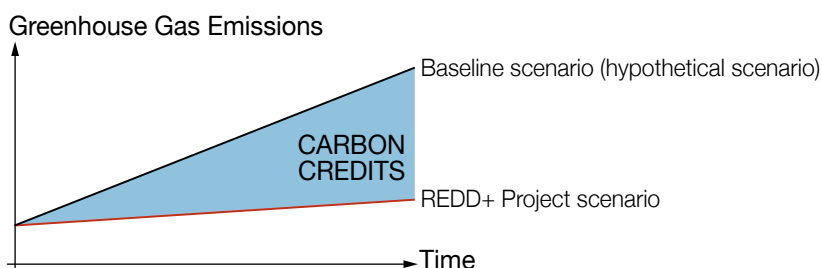 Greenhouse Gas Emissions
Baseline scenario (hypothetical scenario)
CARBON
CREDITS
REDD+ Project scenario
Time